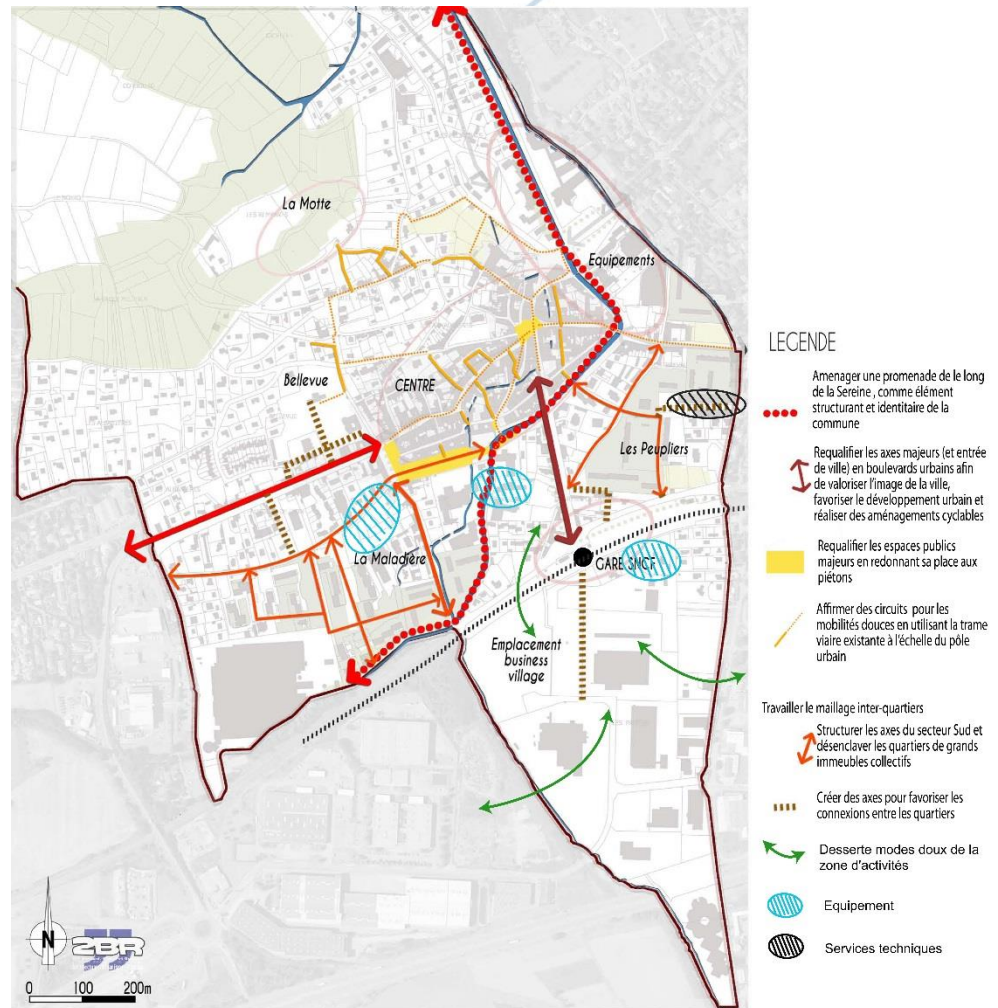 La Motte
Equipements
Bellevue
CENTRE
Les Peupliers
La Maladière
GARE SNCF
Emplacement
business
village
N
2BR
0 100 200m
LEGENDE
Amenager une promenade de le long
de la Sereine , comme élément
structurant et identitaire de la
commune
Requalifier les axes majeurs (et entrée
de ville) en boulevards urbains afin
de valoriser l'image de la ville,
favoriser le développement urbain et
réaliser des aménagements cyclables
Requalifier les espaces publics
majeurs en redonnant sa place aux
piétons
Affirmer des circuits pour les
mobilités douces en utilisant la trame
viaire existante à l'échelle du pôle
urbain
Travailler le maillage inter-quartiers
Structurer les axes du secteur Sud et
désenclaver les quartiers de grands
immeubles collectifs
Créer des axes pour favoriser les
connexions entre les quartiers
Desserte modes doux de la
zone d'activités
Equipement
Services techniques